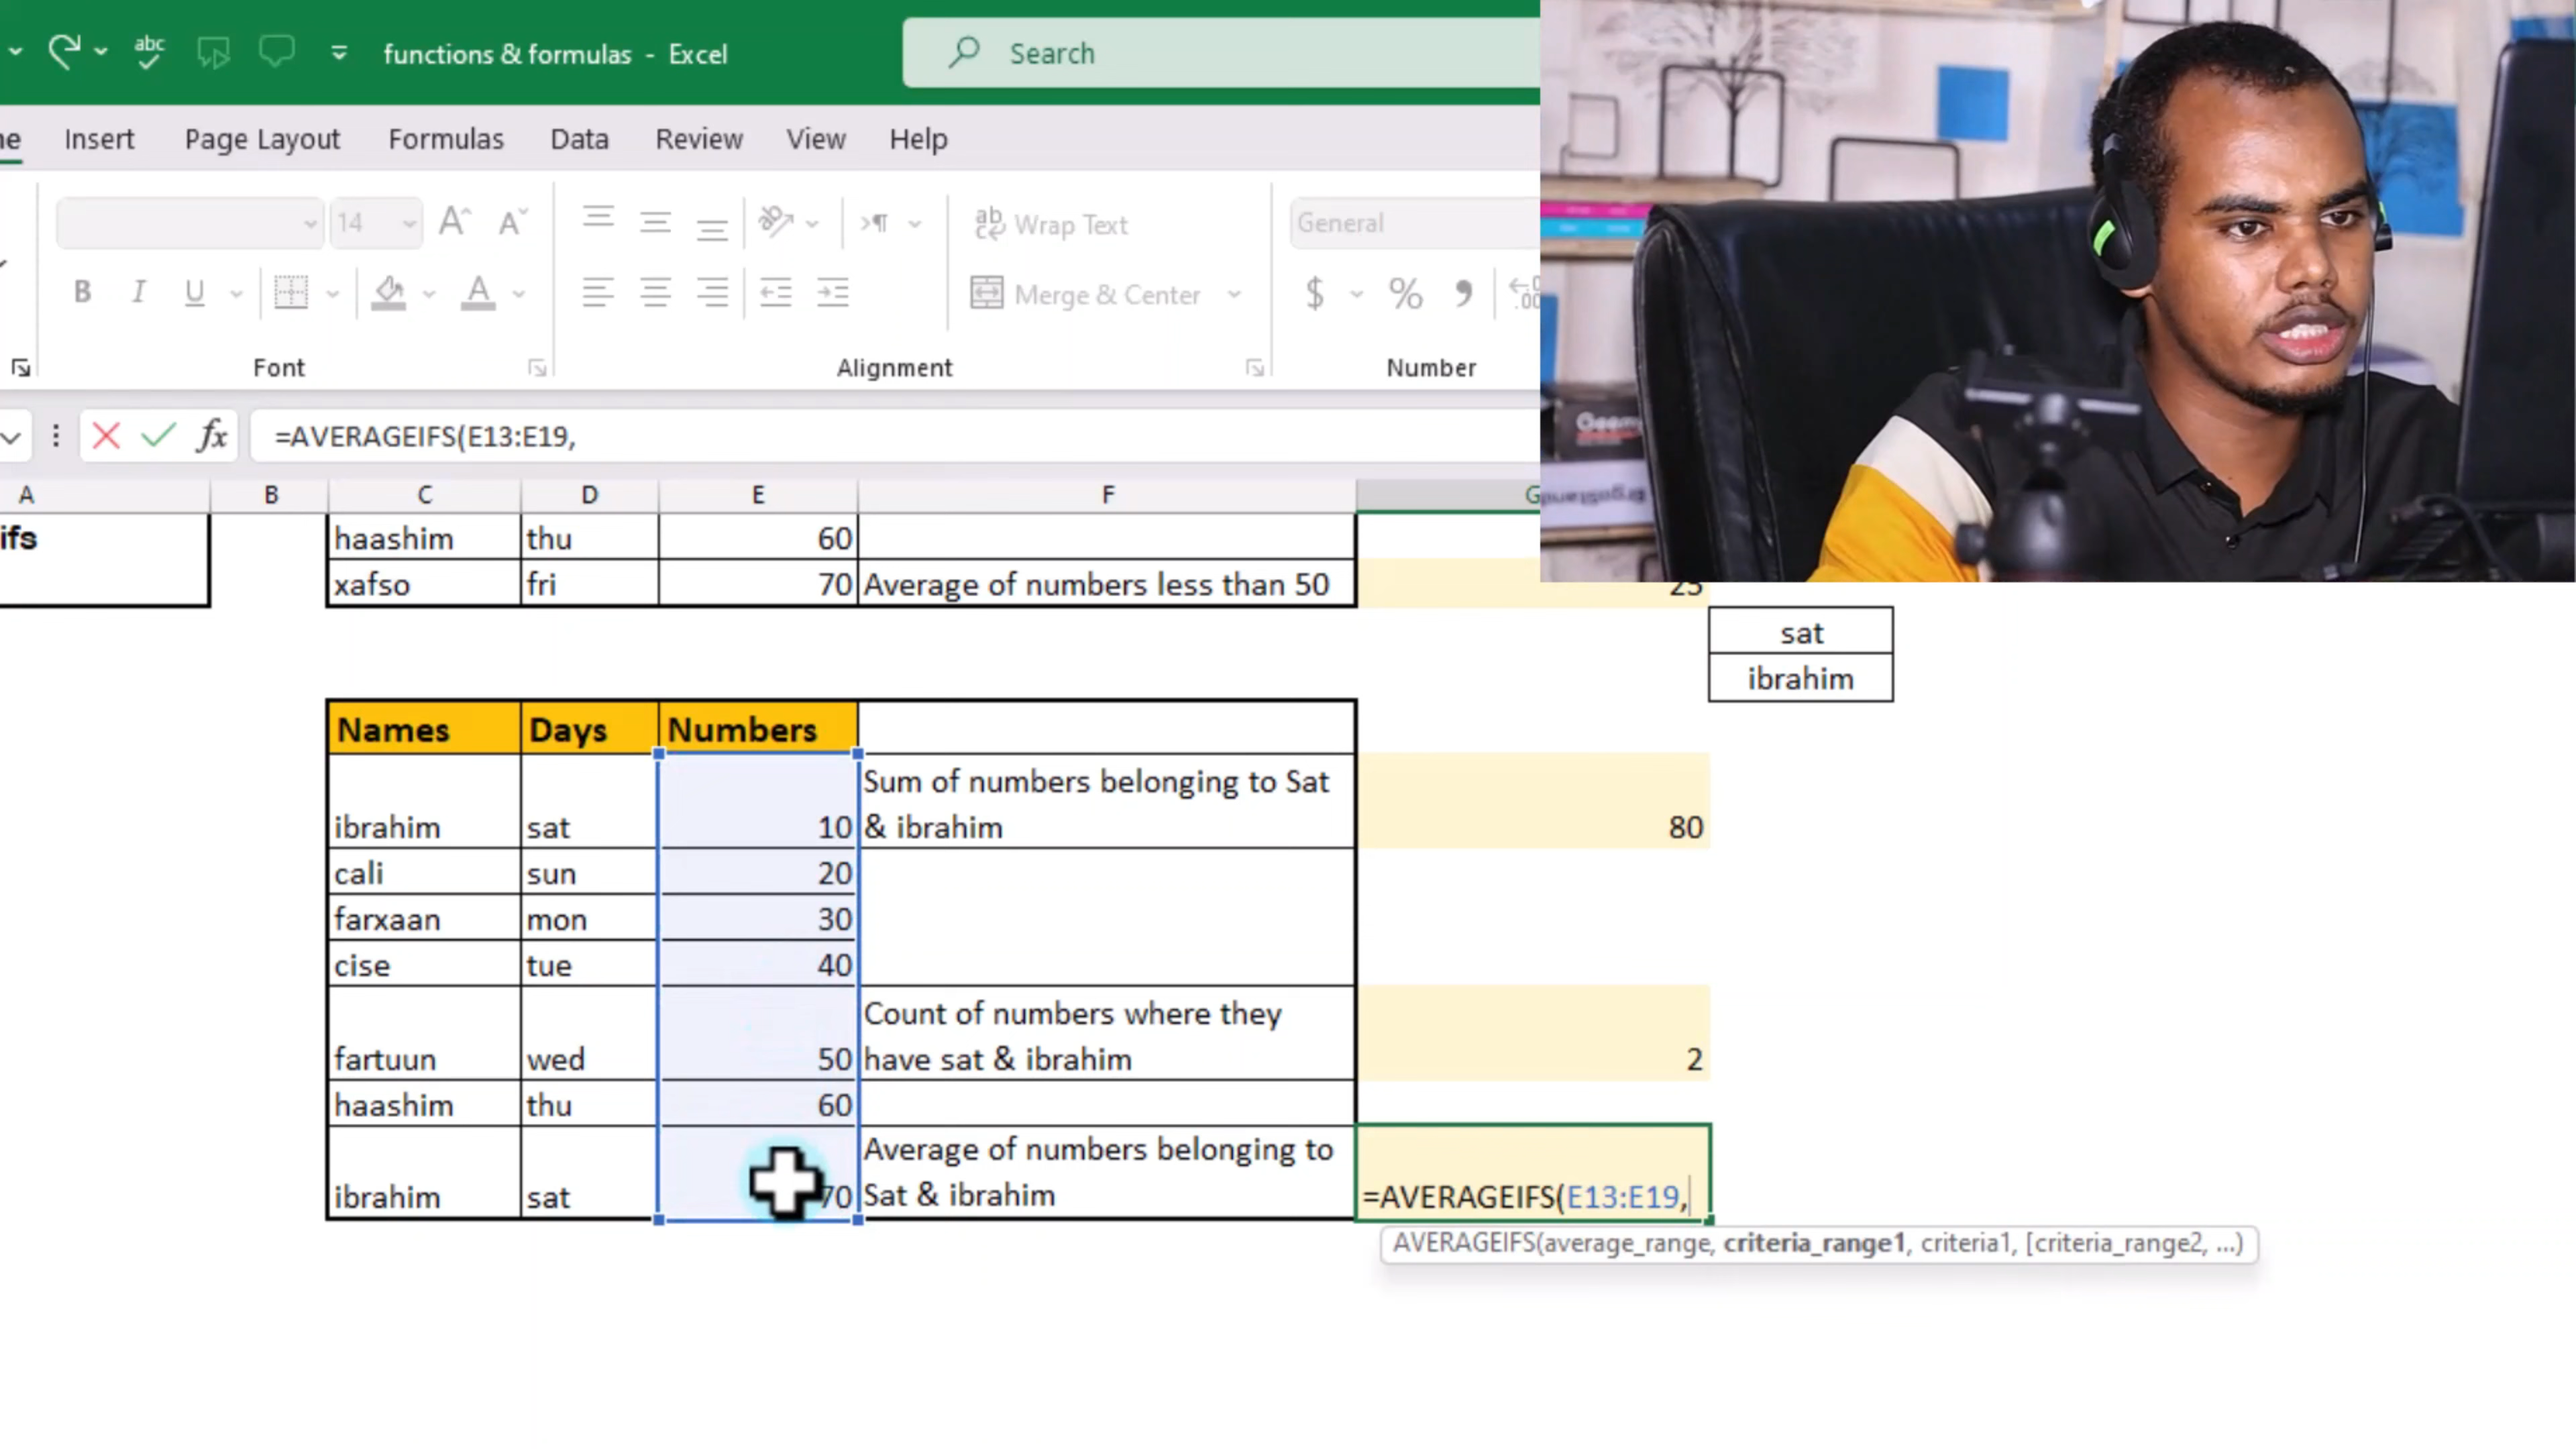 functions & formulas - Excel
Search
Insert Page Layout Formulas Data Review View Help
14
General
Wrap Text
B I U
Merge & Center
$ % ,
Font Alignment Number
=AVERAGEIFS(E13:E19,
A B C D E F G
ifs haashim thu 60
xafso fri 70 Average of numbers less than 50 25
sat
ibrahim
Names Days Numbers
Sum of numbers belonging to Sat
ibrahim sat 10 & ibrahim 80
cali sun 20
farxaan mon 30
cise tue 40
Count of numbers where they
fartuun wed 50 have sat & ibrahim 2
haashim thu 60
Average of numbers belonging to
ibrahim sat 70 Sat & ibrahim =AVERAGEIFS(E13:E19,
AVERAGEIFS(average_range, criteria_range1, criteria1, [criteria_range2, ...)